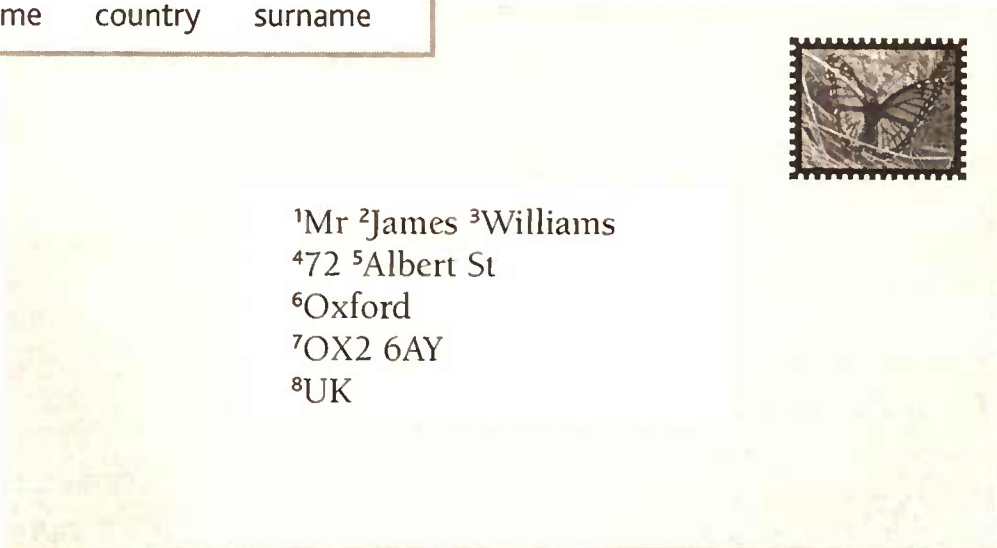 me country surname
¹Mr ²James ³Williams
⁴72 ⁵Albert St
⁶Oxford
⁷OX2 6AY
⁸UK